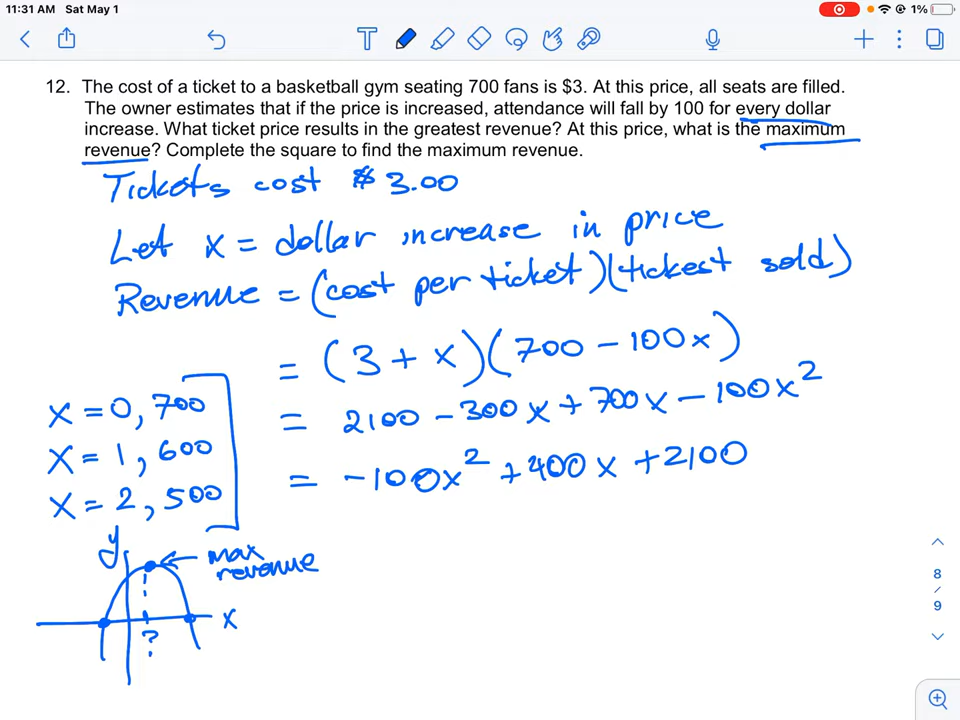 11:31 AM Sat May 1
1%
T
12. The cost of a ticket to a basketball gym seating 700 fans is $3. At this price, all seats are filled.
The owner estimates that if the price is increased, attendance will fall by 100 for every dollar
increase. What ticket price results in the greatest revenue? At this price, what is the maximum
revenue? Complete the square to find the maximum revenue.
Tickets cost $3.00
Let x = dollar increase in price
Revenue = (cost per ticket)(tickest sold)
= (3 + x)(700 - 100x)
= 2100 - 300x + 700x - 100x²
= -100x² + 400x + 2100
x = 0, 700
x = 1, 600
x = 2, 500
y
max
revenue
x
?
8
/
9